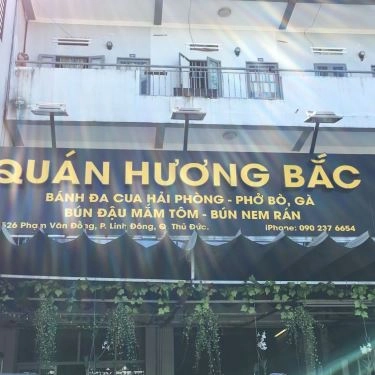 QUÁN HƯƠNG BẮC
BÁNH ĐA CUA HẢI PHÒNG - PHỞ BÒ, GÀ
BÚN ĐẬU MẮM TÔM - BÚN NEM RÁN
526 Phạm Văn Đồng, P. Linh Đông, Q. Thủ Đức. iPhone: 090 237 6654